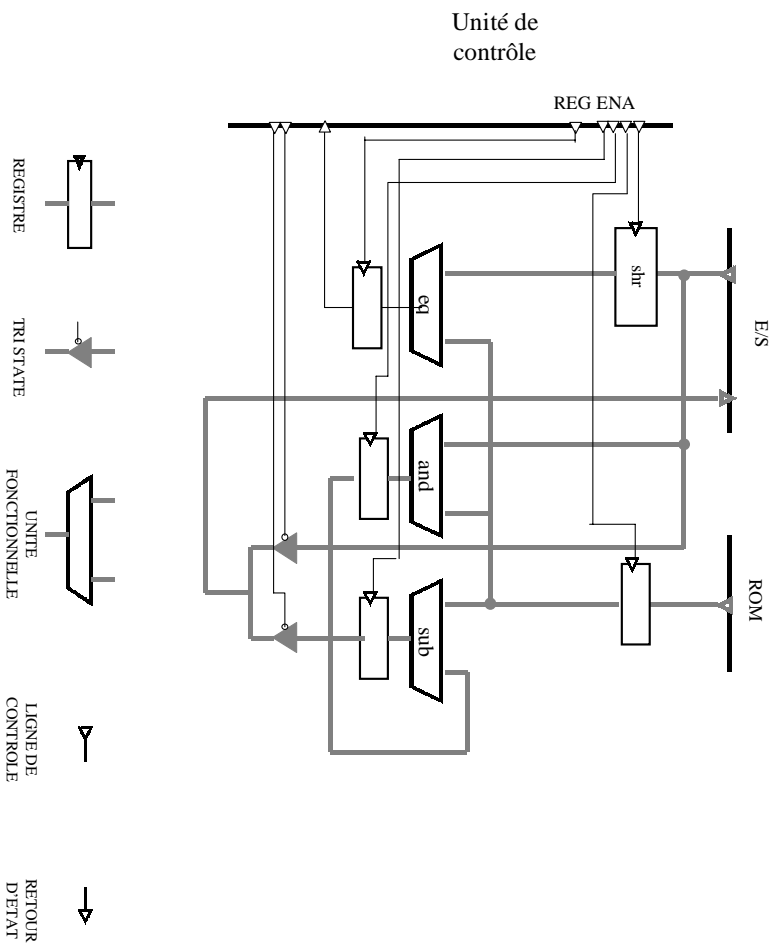 Unité de
contrôle
REG ENA
E/S
ROM
shr
eq
and
sub
REGISTRE
TRI STATE
UNITE
FONCTIONNELLE
LIGNE DE
CONTROLE
RETOUR
D'ETAT